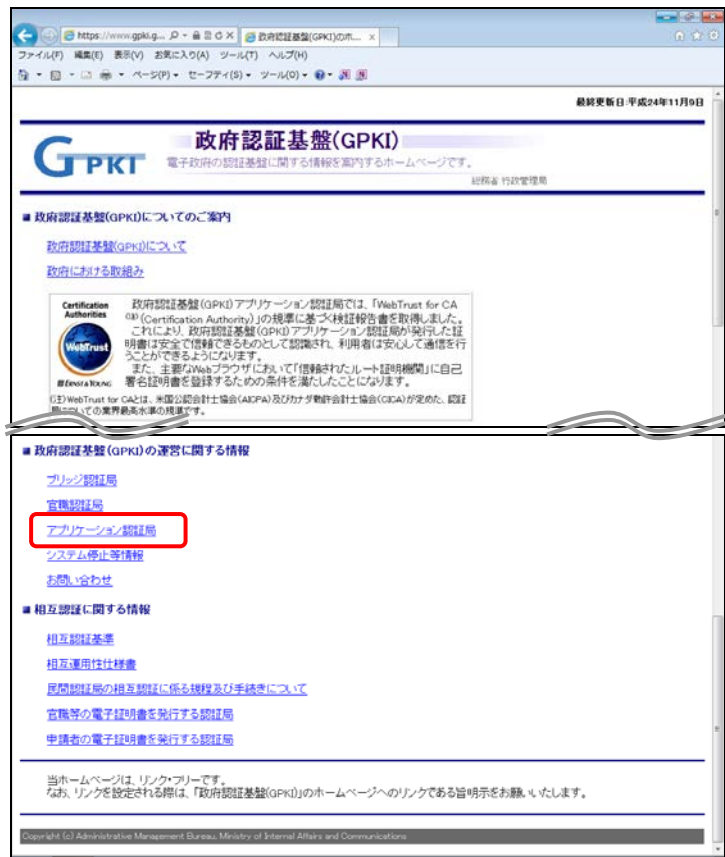 https://www.gpki.g...
政府認証基盤(GPKI)のホ... ×
ファイル(F) 編集(E) 表示(V) お気に入り(A) ツール(T) ヘルプ(H)
ページ(P) セーフティ(S) ツール(O)
最終更新日:平成24年11月9日
GPKI
政府認証基盤(GPKI)
電子政府の認証基盤に関する情報を案内するホームページです。
総務省 行政管理局
■ 政府認証基盤(GPKI)についてのご案内
政府認証基盤(GPKI)について
政府における取組み
Certification
Authorities
WebTrust
ERNST & YOUNG
政府認証基盤(GPKI)アプリケーション認証局では、「WebTrust for CA
(注)(Certification Authority)」の規準に基づく検証報告書を取得しました。
これにより、政府認証基盤(GPKI)アプリケーション認証局が発行した証
明書は安全で信頼できるものとして認識され、利用者は安心して通信を行
うことができるようになります。
また、主要なWebブラウザにおいて「信頼されたルート証明機関」に自己
署名証明書を登録するための条件を満たしたことになります。
(注)WebTrust for CAとは、米国公認会計士協会(AICPA)及びカナダ勅許会計士協会(CICA)が定めた、認証
局についての業界最高水準の規準です。
■ 政府認証基盤(GPKI)の運営に関する情報
ブリッジ認証局
官職認証局
アプリケーション認証局
システム停止等情報
お問い合わせ
■ 相互認証に関する情報
相互認証基準
相互運用性仕様書
民間認証局の相互認証に係る規程及び手続きについて
官職等の電子証明書を発行する認証局
申請者の電子証明書を発行する認証局
当ホームページは、リンク・フリーです。
なお、リンクを設定される際は、「政府認証基盤(GPKI)」のホームページへのリンクである旨明示をお願いいたします。
Copyright (c) Administrative Management Bureau, Ministry of Internal Affairs and Communications